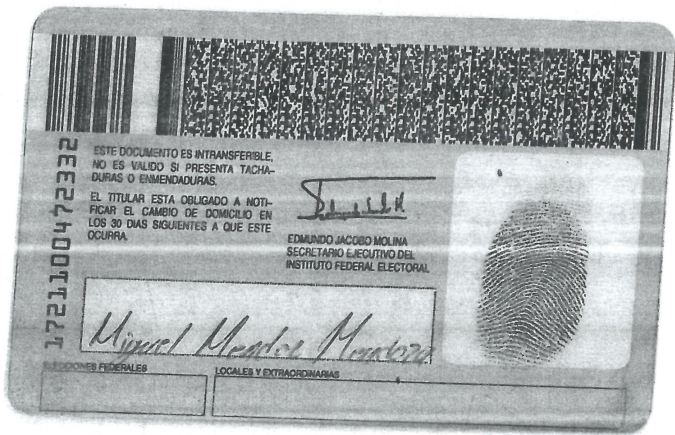 1721100472332
ESTE DOCUMENTO ES INTRANSFERIBLE,
NO ES VALIDO SI PRESENTA TACHA-
DURAS O ENMENDADURAS.
EL TITULAR ESTA OBLIGADO A NOTI-
FICAR EL CAMBIO DE DOMICILIO EN
LOS 30 DIAS SIGUIENTES A QUE ESTE
OCURRA.
EDMUNDO JACOBO MOLINA
SECRETARIO EJECUTIVO DEL
INSTITUTO FEDERAL ELECTORAL
Miguel Mendoza
ELECCIONES FEDERALES
LOCALES Y EXTRAORDINARIAS